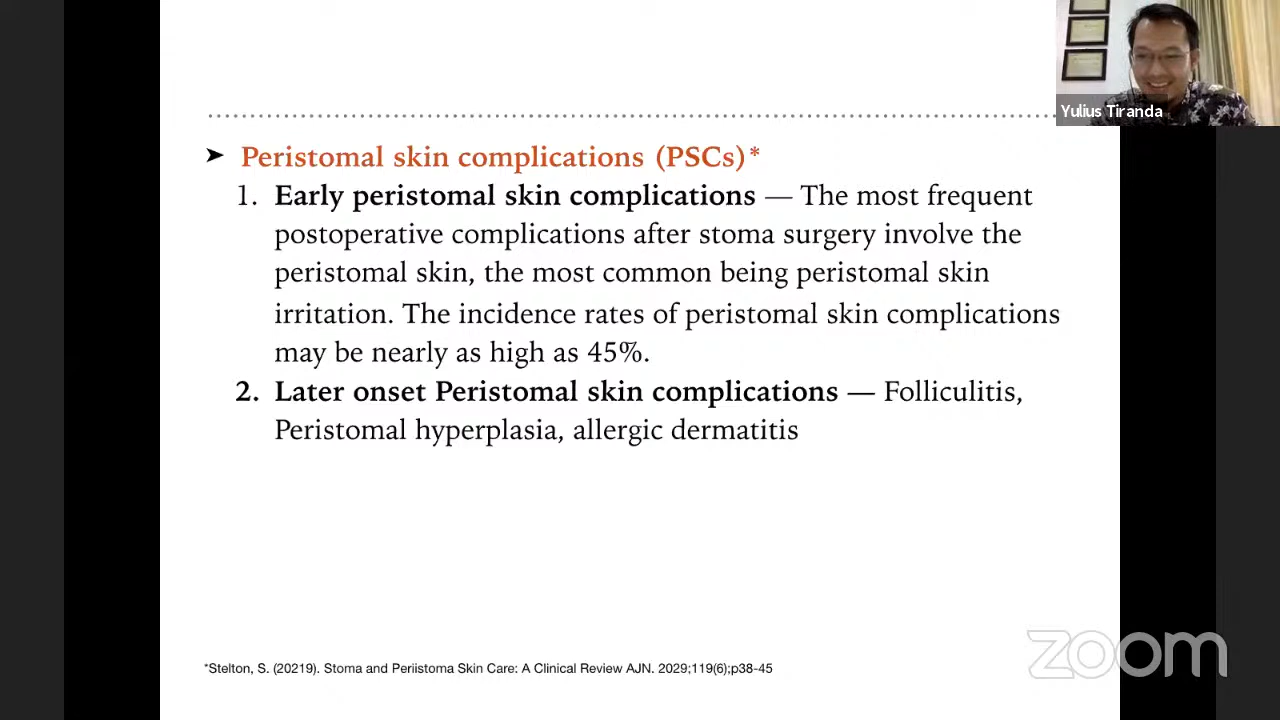 Yulius Tiranda
➤ Peristomal skin complications (PSCs)*
1. Early peristomal skin complications — The most frequent
postoperative complications after stoma surgery involve the
peristomal skin, the most common being peristomal skin
irritation. The incidence rates of peristomal skin complications
may be nearly as high as 45%.
2. Later onset Peristomal skin complications — Folliculitis,
Peristomal hyperplasia, allergic dermatitis
*Stelton, S. (20219). Stoma and Periistoma Skin Care: A Clinical Review AJN. 2029;119(6);p38-45
zoom